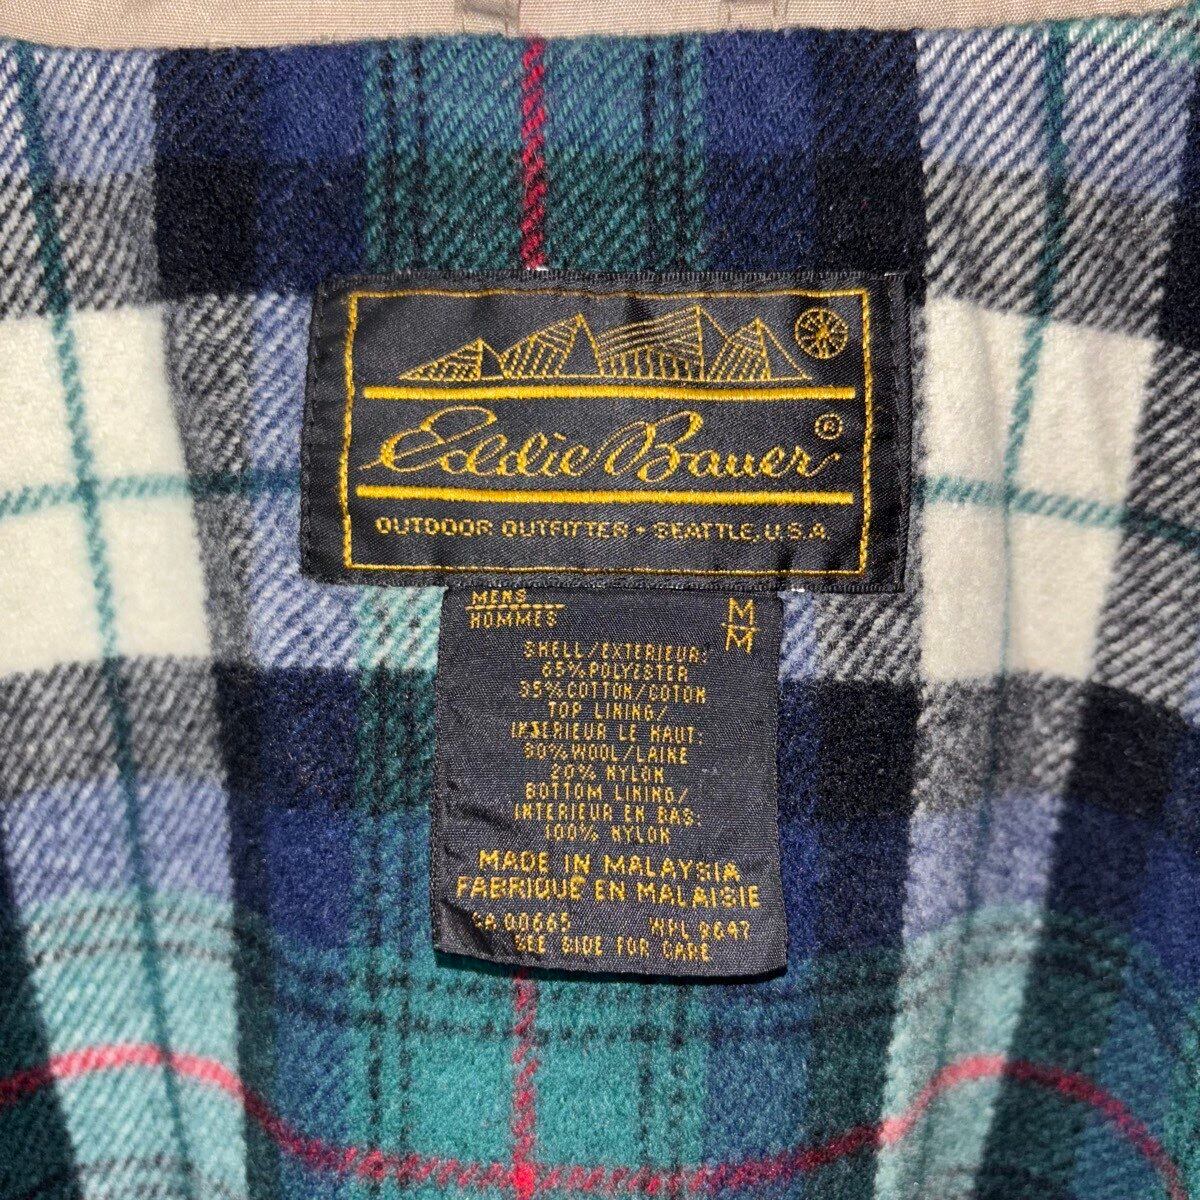 Eddie Bauer ®
OUTDOOR OUTFITTER • SEATTLE, U.S.A.
MENS M
HOMMES M
SHELL/EXTERIEUR:
65% POLYESTER
35% COTTON/COTON
TOP LINING/
INTERIEUR LE HAUT:
80% WOOL/LAINE
20% NYLON
BOTTOM LINING/
INTERIEUR EN BAS:
100% NYLON
MADE IN MALAYSIA
FABRIQUÉ EN MALAISIE
CA 00665 WPL 9647
SEE SIDE FOR CARE